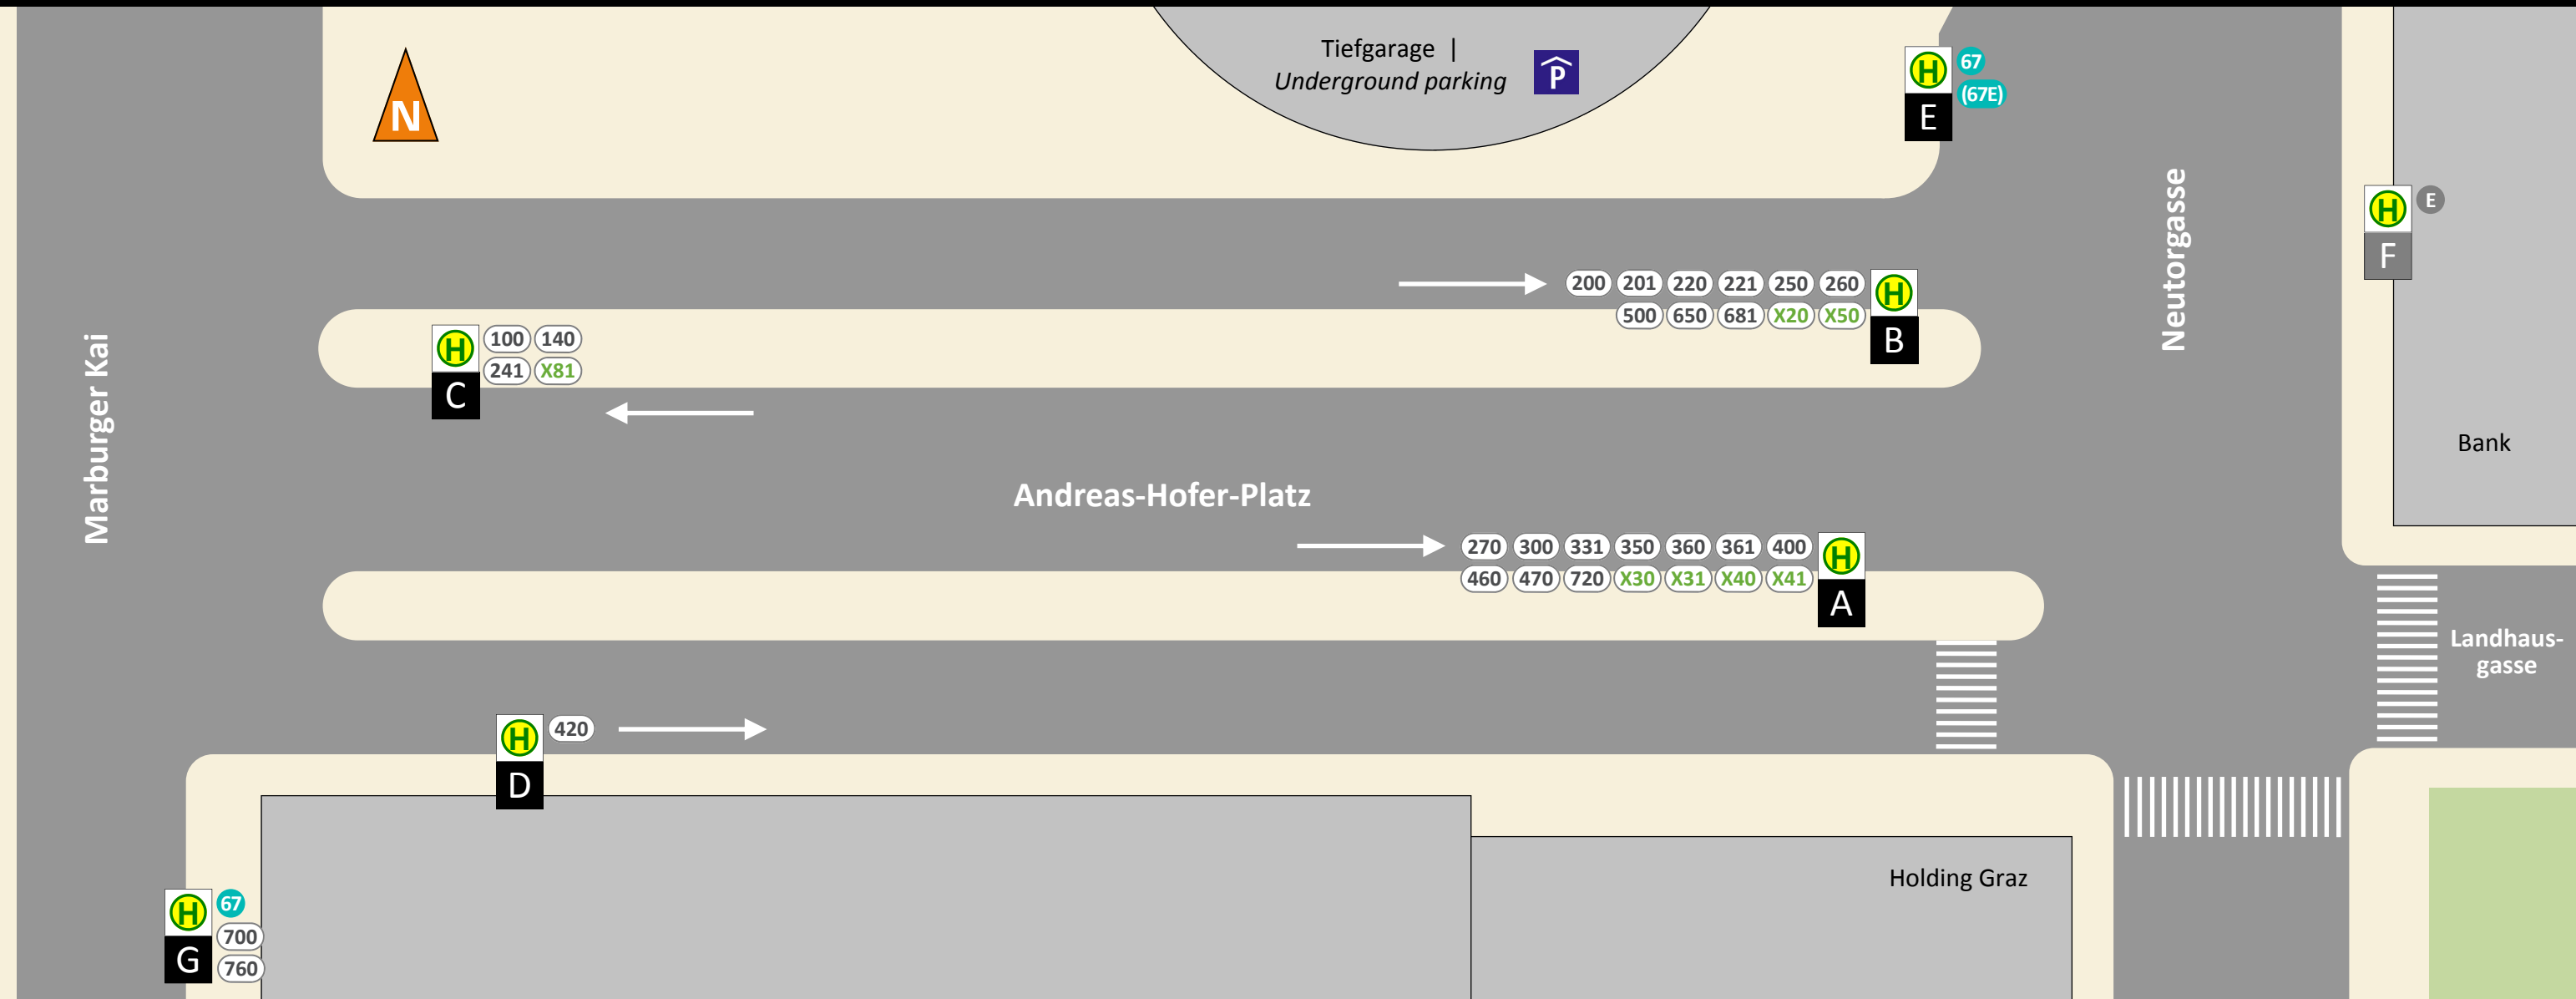 Tiefgarage |
Underground parking
P
N
H 67
(67E)
E
H E
F
200 201 220 221 250 260 H
500 650 681 X20 X50
B
Neutorgasse
H 100 140
241 X81
C
Marburger Kai
Bank
Andreas-Hofer-Platz
270 300 331 350 360 361 400 H
460 470 720 X30 X31 X40 X41
A
Landhaus-
gasse
H 420
D
Holding Graz
H 67
700
G 760